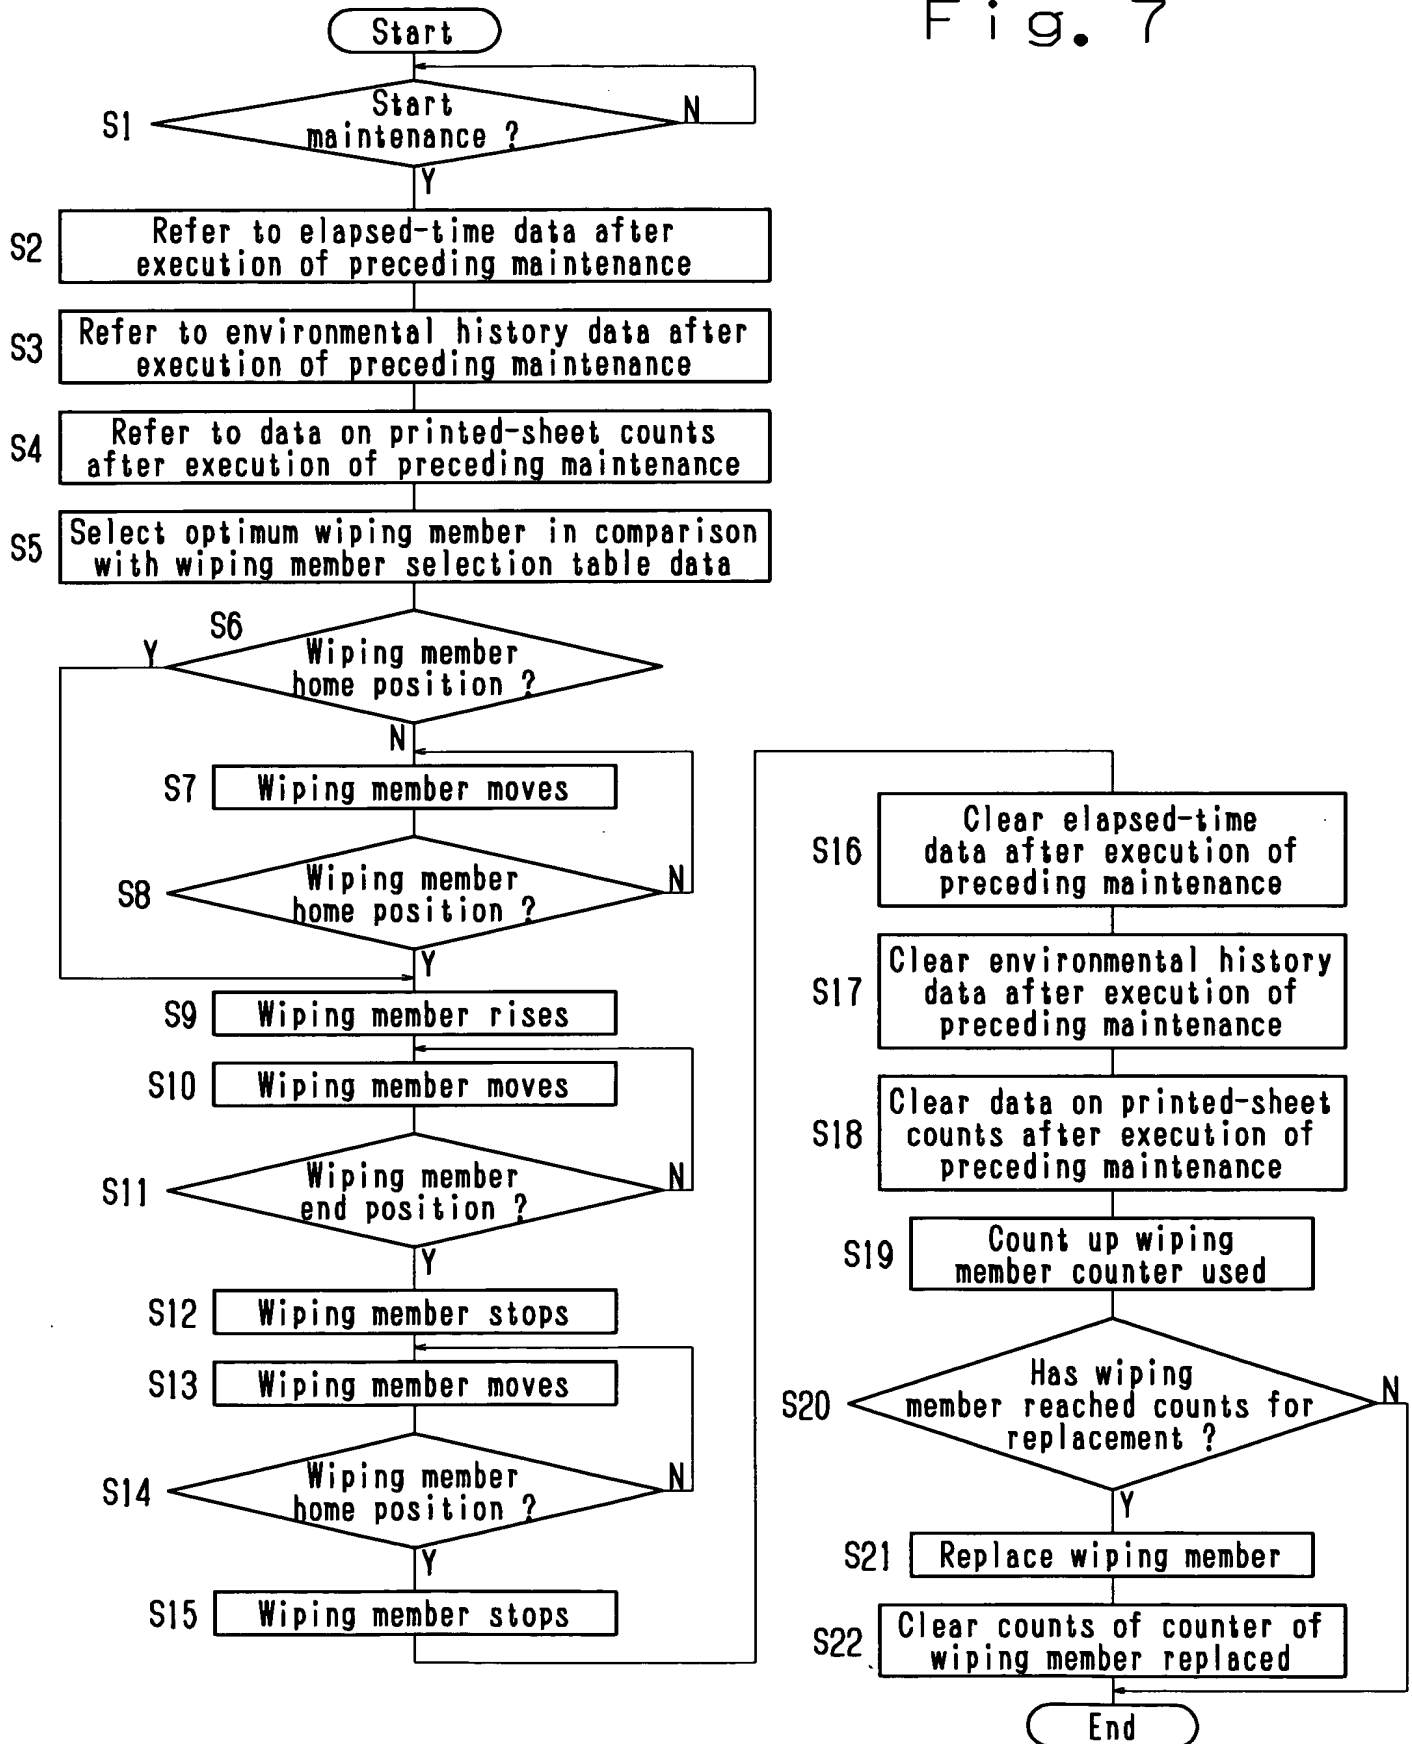 Fig. 7
Start
S1
Start
maintenance ?
N
Y
S2
Refer to elapsed-time data after
execution of preceding maintenance
S3
Refer to environmental history data after
execution of preceding maintenance
S4
Refer to data on printed-sheet counts
after execution of preceding maintenance
S5
Select optimum wiping member in comparison
with wiping member selection table data
S6
Y
Wiping member
home position ?
N
S7
Wiping member moves
S8
Wiping member
home position ?
N
Y
S9
Wiping member rises
S10
Wiping member moves
S11
Wiping member
end position ?
N
Y
S12
Wiping member stops
S13
Wiping member moves
S14
Wiping member
home position ?
N
Y
S15
Wiping member stops
S16
Clear elapsed-time
data after execution of
preceding maintenance
S17
Clear environmental history
data after execution of
preceding maintenance
S18
Clear data on printed-sheet
counts after execution of
preceding maintenance
S19
Count up wiping
member counter used
S20
Has wiping
member reached counts for
replacement ?
N
Y
S21
Replace wiping member
S22
Clear counts of counter of
wiping member replaced
End